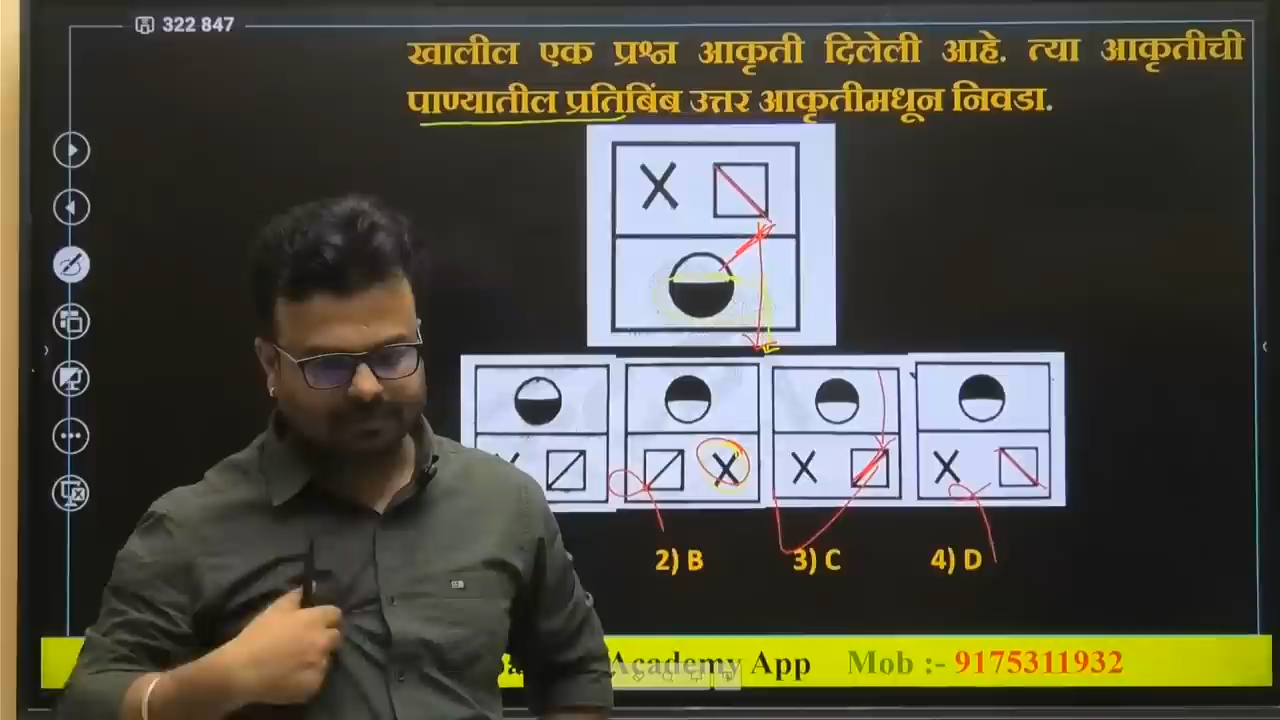 322 847
खालील एक प्रश्न आकृती दिलेली आहे. त्या आकृतीची
पाण्यातील प्रतिबिंब उत्तर आकृतीमधून निवडा.
2) B
3) C
4) D
Academy App
Mob :- 9175311932